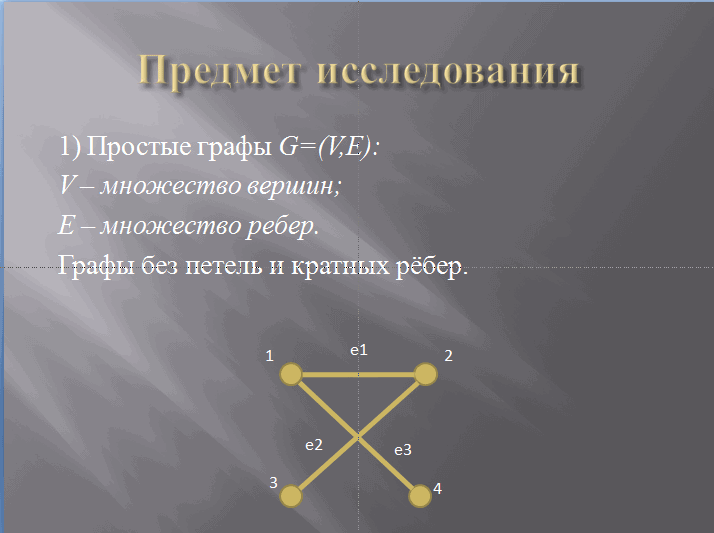 Предмет исследования
1) Простые графы G=(V,E):
V – множество вершин;
E – множество ребер.
Графы без петель и кратных рёбер.
1 e1 2
e2 e3
3 4